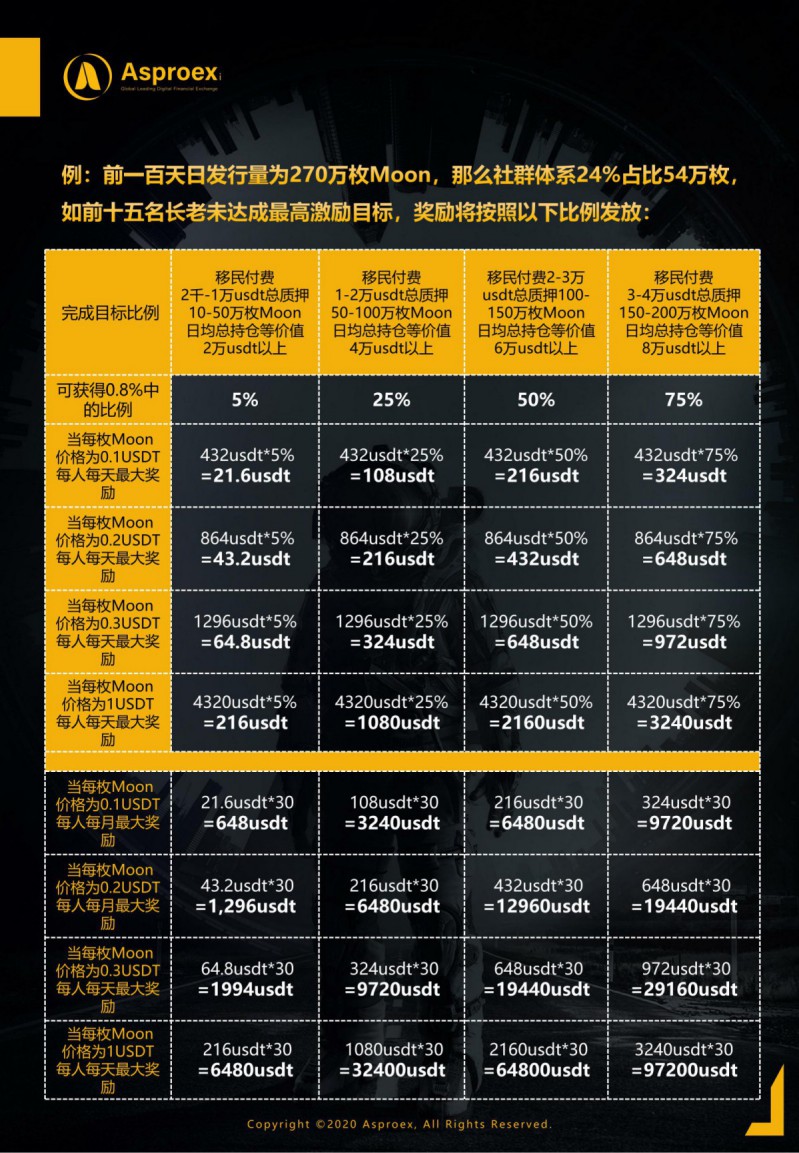 Asproex
Global Leading Digital Financial Exchange
例：前一百天日发行量为270万枚Moon，那么社群体系24%占比54万枚，
如前十五名长老未达成最高激励目标，奖励将按照以下比例发放：
完成目标比例
移民付费
2千-1万usdt总质押
10-50万枚Moon
日均总持仓等价值
2万usdt以上
移民付费
1-2万usdt总质押
50-100万枚Moon
日均总持仓等价值
4万usdt以上
移民付费2-3万
usdt总质押100-
150万枚Moon
日均总持仓等价值
6万usdt以上
移民付费
3-4万usdt总质押
150-200万枚Moon
日均总持仓等价值
8万usdt以上
可获得0.8%中
的比例
5%
25%
50%
75%
当每枚Moon
价格为0.1USDT
每人每天最大奖
励
432usdt*5%
=21.6usdt
432usdt*25%
=108usdt
432usdt*50%
=216usdt
432usdt*75%
=324usdt
当每枚Moon
价格为0.2USDT
每人每天最大奖
励
864usdt*5%
=43.2usdt
864usdt*25%
=216usdt
864usdt*50%
=432usdt
864usdt*75%
=648usdt
当每枚Moon
价格为0.3USDT
每人每天最大奖
励
1296usdt*5%
=64.8usdt
1296usdt*25%
=324usdt
1296usdt*50%
=648usdt
1296usdt*75%
=972usdt
当每枚Moon
价格为1USDT
每人每天最大奖
励
4320usdt*5%
=216usdt
4320usdt*25%
=1080usdt
4320usdt*50%
=2160usdt
4320usdt*75%
=3240usdt
当每枚Moon
价格为0.1USDT
每人每月最大奖
励
21.6usdt*30
=648usdt
108usdt*30
=3240usdt
216usdt*30
=6480usdt
324usdt*30
=9720usdt
当每枚Moon
价格为0.2USDT
每人每月最大奖
励
43.2usdt*30
=1,296usdt
216usdt*30
=6480usdt
432usdt*30
=12960usdt
648usdt*30
=19440usdt
当每枚Moon
价格为0.3USDT
每人每天最大奖
励
64.8usdt*30
=1994usdt
324usdt*30
=9720usdt
648usdt*30
=19440usdt
972usdt*30
=29160usdt
当每枚Moon
价格为1USDT
每人每天最大奖
励
216usdt*30
=6480usdt
1080usdt*30
=32400usdt
2160usdt*30
=64800usdt
3240usdt*30
=97200usdt
Copyright ©2020 Asproex, All Rights Reserved.